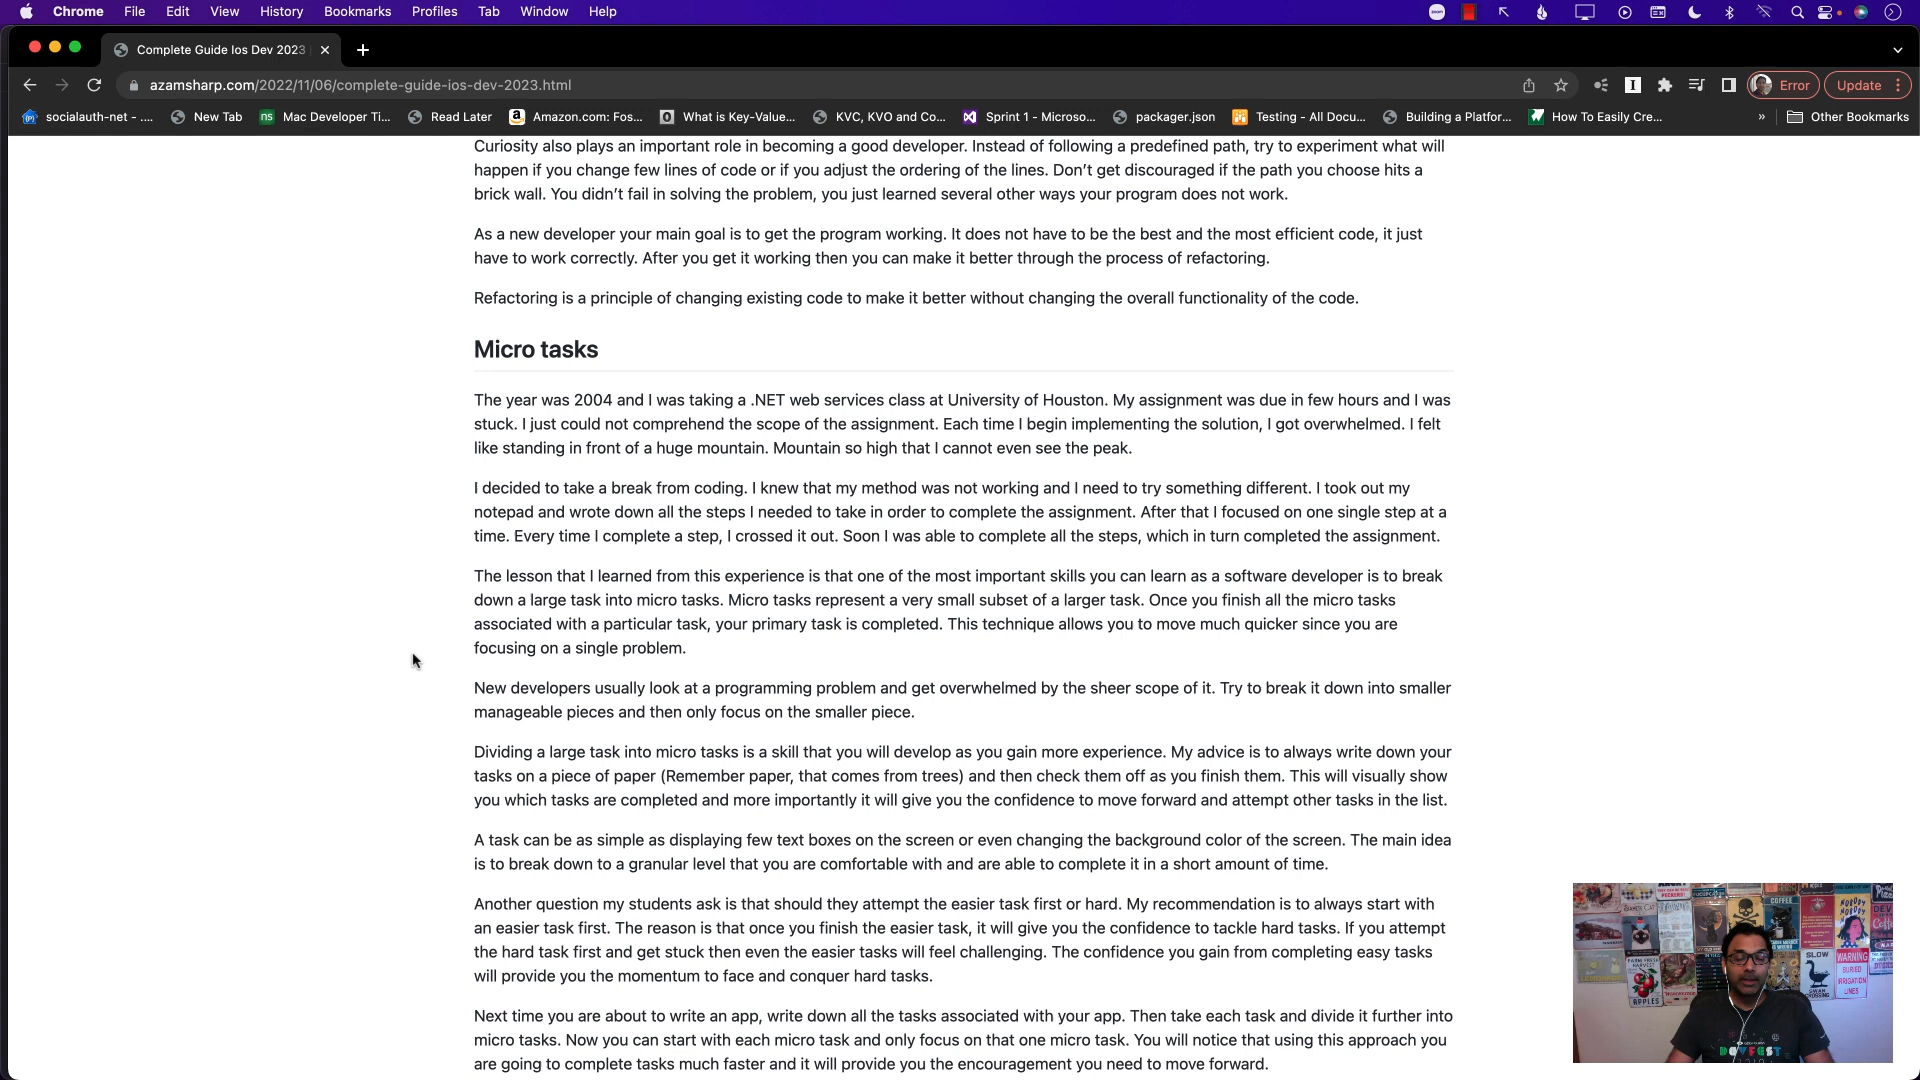 Chrome File Edit View History Bookmarks Profiles Tab Window Help
Complete Guide Ios Dev 2023
azamsharp.com/2022/11/06/complete-guide-ios-dev-2023.html
Error
Update
socialauth-net - .... New Tab Mac Developer Ti... Read Later Amazon.com: Fos... What is Key-Value... KVC, KVO and Co... Sprint 1 - Microso... packager.json Testing - All Docu... Building a Platfor... How To Easily Cre... » Other Bookmarks
Curiosity also plays an important role in becoming a good developer. Instead of following a predefined path, try to experiment what will
happen if you change few lines of code or if you adjust the ordering of the lines. Don’t get discouraged if the path you choose hits a
brick wall. You didn’t fail in solving the problem, you just learned several other ways your program does not work.
As a new developer your main goal is to get the program working. It does not have to be the best and the most efficient code, it just
have to work correctly. After you get it working then you can make it better through the process of refactoring.
Refactoring is a principle of changing existing code to make it better without changing the overall functionality of the code.
Micro tasks
The year was 2004 and I was taking a .NET web services class at University of Houston. My assignment was due in few hours and I was
stuck. I just could not comprehend the scope of the assignment. Each time I begin implementing the solution, I got overwhelmed. I felt
like standing in front of a huge mountain. Mountain so high that I cannot even see the peak.
I decided to take a break from coding. I knew that my method was not working and I need to try something different. I took out my
notepad and wrote down all the steps I needed to take in order to complete the assignment. After that I focused on one single step at a
time. Every time I complete a step, I crossed it out. Soon I was able to complete all the steps, which in turn completed the assignment.
The lesson that I learned from this experience is that one of the most important skills you can learn as a software developer is to break
down a large task into micro tasks. Micro tasks represent a very small subset of a larger task. Once you finish all the micro tasks
associated with a particular task, your primary task is completed. This technique allows you to move much quicker since you are
focusing on a single problem.
New developers usually look at a programming problem and get overwhelmed by the sheer scope of it. Try to break it down into smaller
manageable pieces and then only focus on the smaller piece.
Dividing a large task into micro tasks is a skill that you will develop as you gain more experience. My advice is to always write down your
tasks on a piece of paper (Remember paper, that comes from trees) and then check them off as you finish them. This will visually show
you which tasks are completed and more importantly it will give you the confidence to move forward and attempt other tasks in the list.
A task can be as simple as displaying few text boxes on the screen or even changing the background color of the screen. The main idea
is to break down to a granular level that you are comfortable with and are able to complete it in a short amount of time.
Another question my students ask is that should they attempt the easier task first or hard. My recommendation is to always start with
an easier task first. The reason is that once you finish the easier task, it will give you the confidence to tackle hard tasks. If you attempt
the hard task first and get stuck then even the easier tasks will feel challenging. The confidence you gain from completing easy tasks
will provide you the momentum to face and conquer hard tasks.
Next time you are about to write an app, write down all the tasks associated with your app. Then take each task and divide it further into
micro tasks. Now you can start with each micro task and only focus on that one micro task. You will notice that using this approach you
are going to complete tasks much faster and it will provide you the encouragement you need to move forward.
COFFEE
NOBODY
FARM FRESH
HARVEST
APPLES
SLOW
SWAN
CROSSING
WARNING
BURIED
IRRIGATION
LINES
DEVFEST